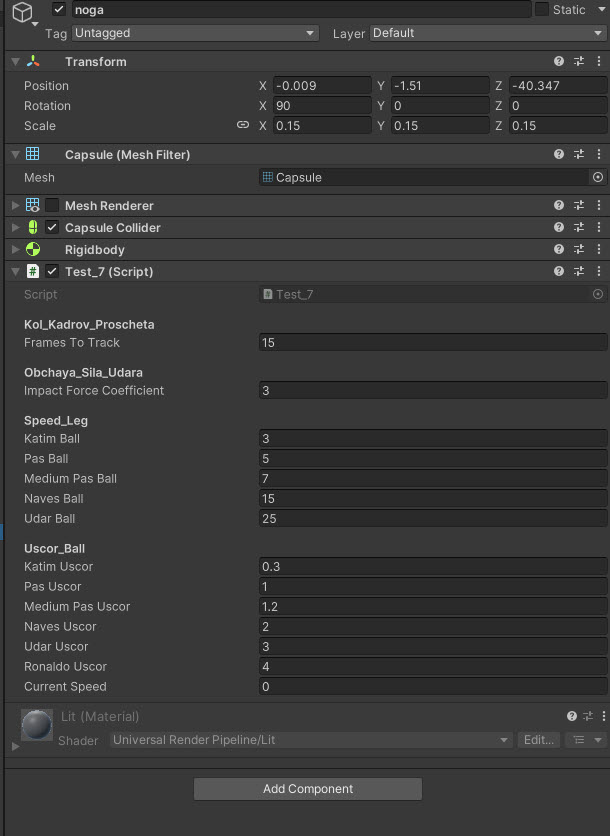 noga Static
Tag Untagged Layer Default
Transform
Position X -0.009 Y -1.51 Z -40.347
Rotation X 90 Y 0 Z 0
Scale X 0.15 Y 0.15 Z 0.15
Capsule (Mesh Filter)
Mesh Capsule
Mesh Renderer
Capsule Collider
Rigidbody
# Test_7 (Script)
Script # Test_7
Kol_Kadrov_Proscheta
Frames To Track 15
Obchaya_Sila_Udara
Impact Force Coefficient 3
Speed_Leg
Katim Ball 3
Pas Ball 5
Medium Pas Ball 7
Naves Ball 15
Udar Ball 25
Uscor_Ball
Katim Uscor 0.3
Pas Uscor 1
Medium Pas Uscor 1.2
Naves Uscor 2
Udar Uscor 3
Ronaldo Uscor 4
Current Speed 0
Lit (Material)
Shader Universal Render Pipeline/Lit Edit...
Add Component